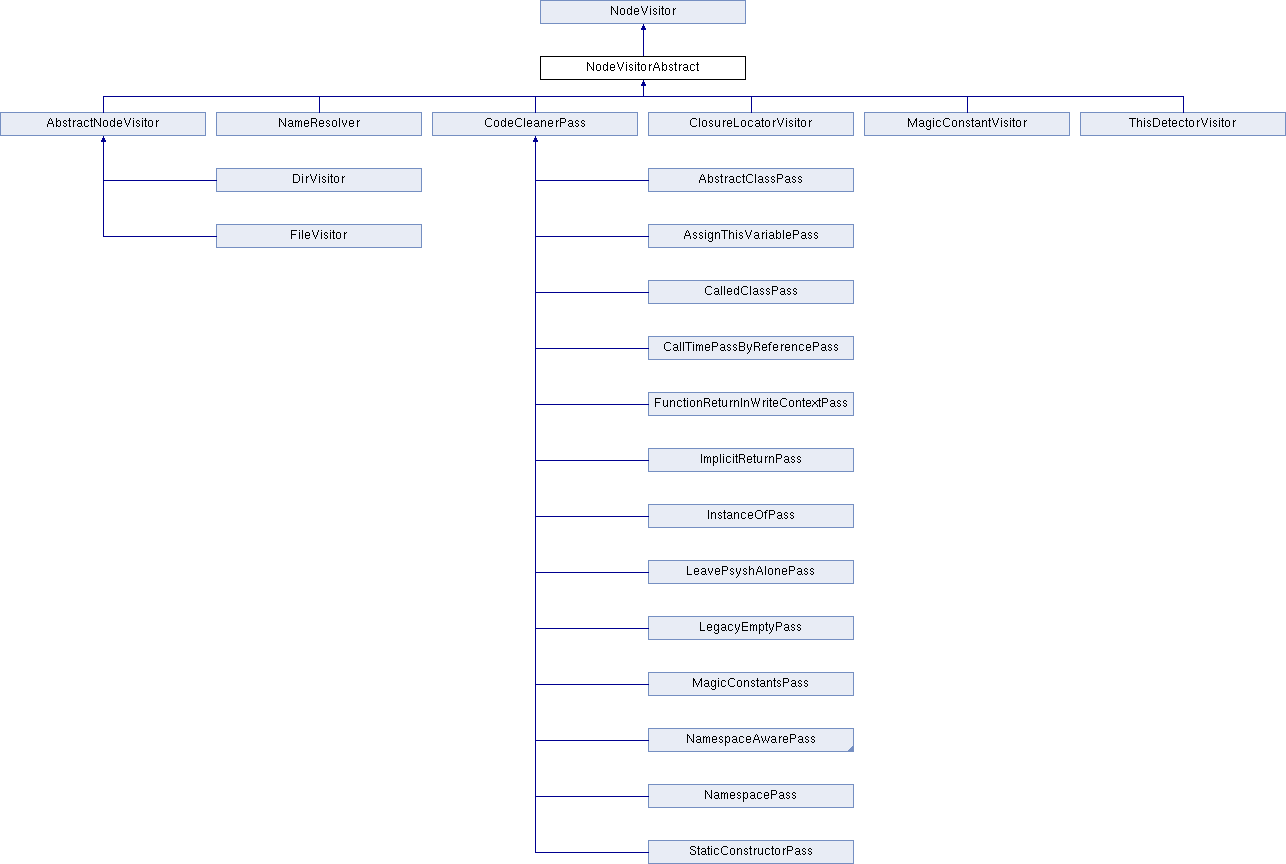 NodeVisitor
NodeVisitorAbstract
AbstractNodeVisitor
NameResolver
CodeCleanerPass
ClosureLocatorVisitor
MagicConstantVisitor
ThisDetectorVisitor
DirVisitor
AbstractClassPass
FileVisitor
AssignThisVariablePass
CalledClassPass
CallTimePassByReferencePass
FunctionReturnInWriteContextPass
ImplicitReturnPass
InstanceOfPass
LeavePsyshAlonePass
LegacyEmptyPass
MagicConstantsPass
NamespaceAwarePass
NamespacePass
StaticConstructorPass